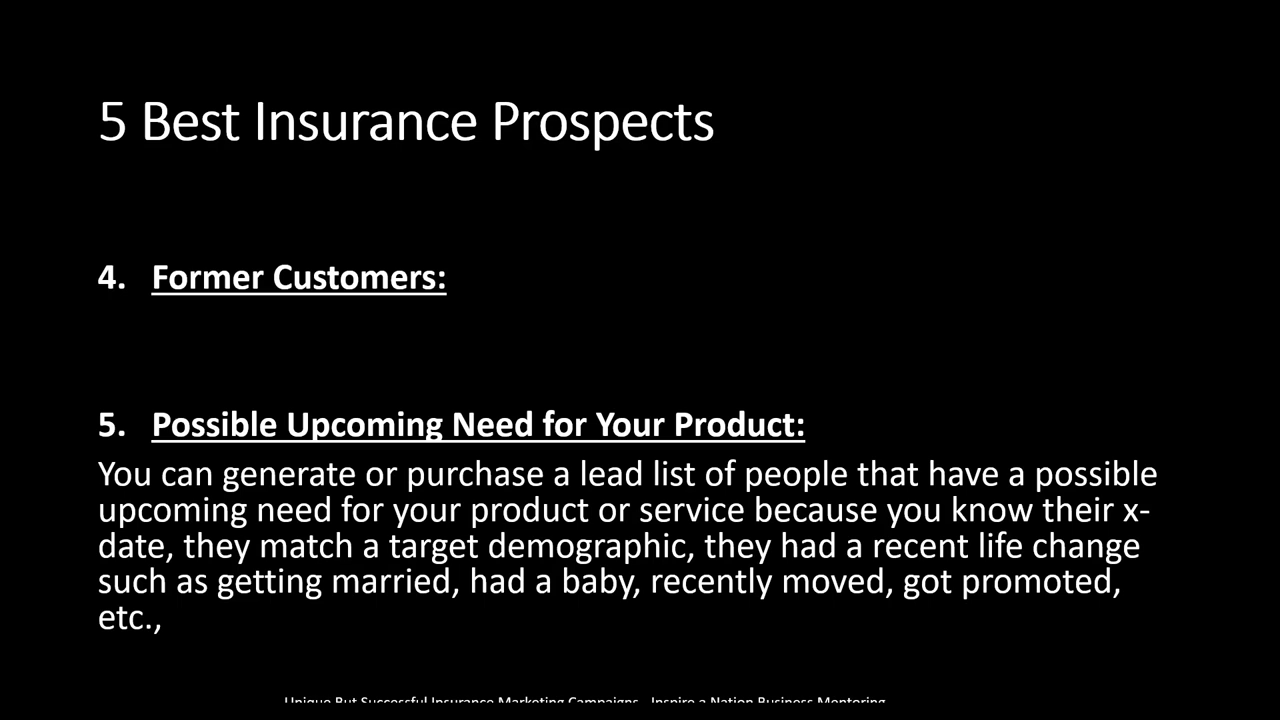 5 Best Insurance Prospects
4. Former Customers:
5. Possible Upcoming Need for Your Product:
You can generate or purchase a lead list of people that have a possible
upcoming need for your product or service because you know their x-
date, they match a target demographic, they had a recent life change
such as getting married, had a baby, recently moved, got promoted,
etc.,
Unique But Successful Insurance Marketing Campaigns - Inspire a Nation Business Mentoring